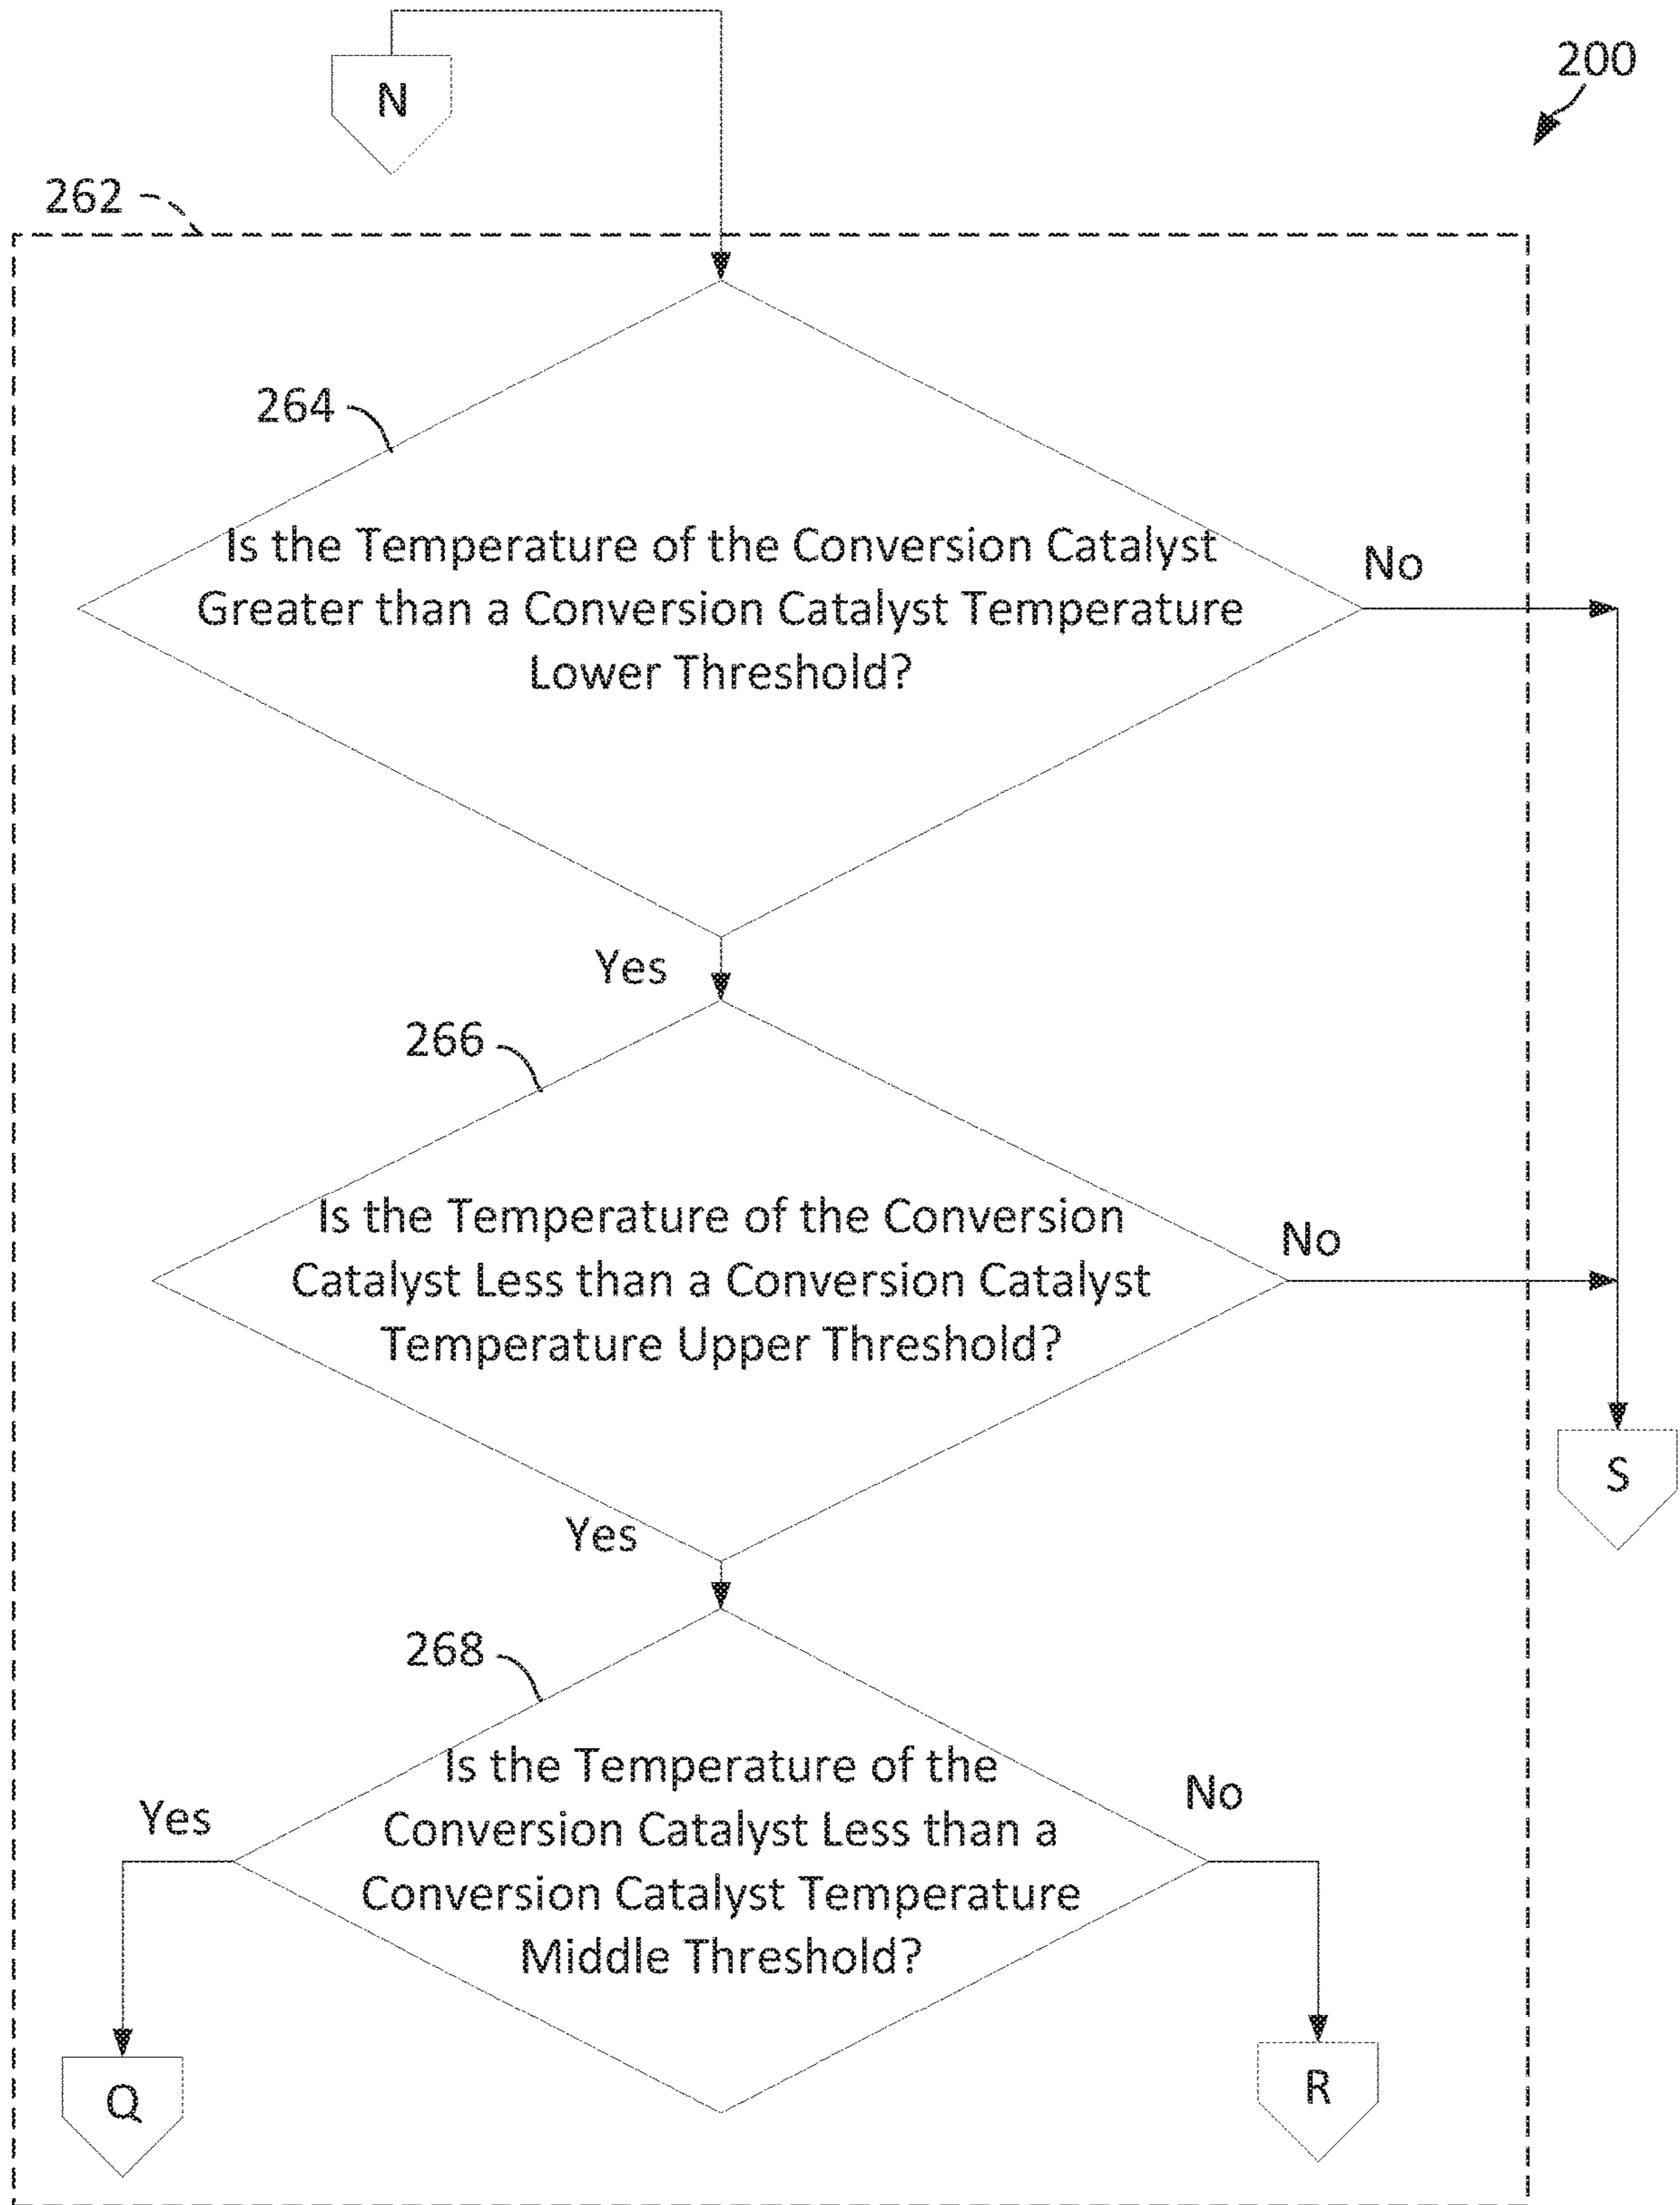 N
200
262
264
Is the Temperature of the Conversion Catalyst
Greater than a Conversion Catalyst Temperature
Lower Threshold?
No
Yes
266
Is the Temperature of the Conversion
Catalyst Less than a Conversion Catalyst
Temperature Upper Threshold?
No
S
Yes
268
Is the Temperature of the
Conversion Catalyst Less than a
Conversion Catalyst Temperature
Middle Threshold?
Yes
No
Q
R